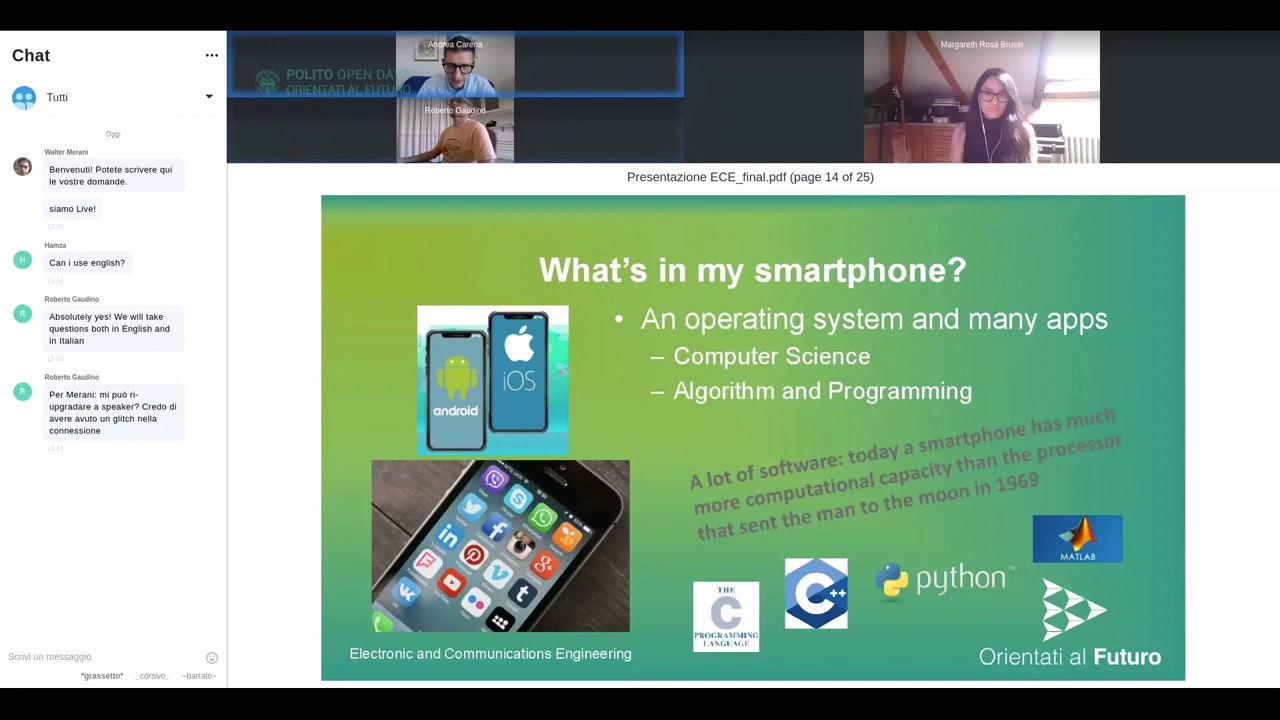 Chat
Tutti
Oggi
Walter Merani
Benvenuti! Potete scrivere qui
le vostre domande.
siamo Live!
13:30
Hamza
Can i use english?
Roberto Gaudino
Absolutely yes! We will take
questions both in English and
in Italian
Roberto Gaudino
Per Merani: mi può ri-
upgradare a speaker? Credo di
avere avuto un glitch nella
connessione
13:41
Scrivi un messaggio
*grassetto* _corsivo_ ~barrato~
Andrea Carena
POLITO OPEN DAYS
ORIENTATI AL FUTURO
Roberto Gaudino
Margareth Rosa Brusin
Presentazione ECE_final.pdf (page 14 of 25)
What's in my smartphone?
• An operating system and many apps
– Computer Science
– Algorithm and Programming
android
iOS
A lot of software: today a smartphone has much
more computational capacity than the processor
that sent the man to the moon in 1969
MATLAB
THE
C
PROGRAMMING
LANGUAGE
C++
python™
Electronic and Communications Engineering
Orientati al Futuro